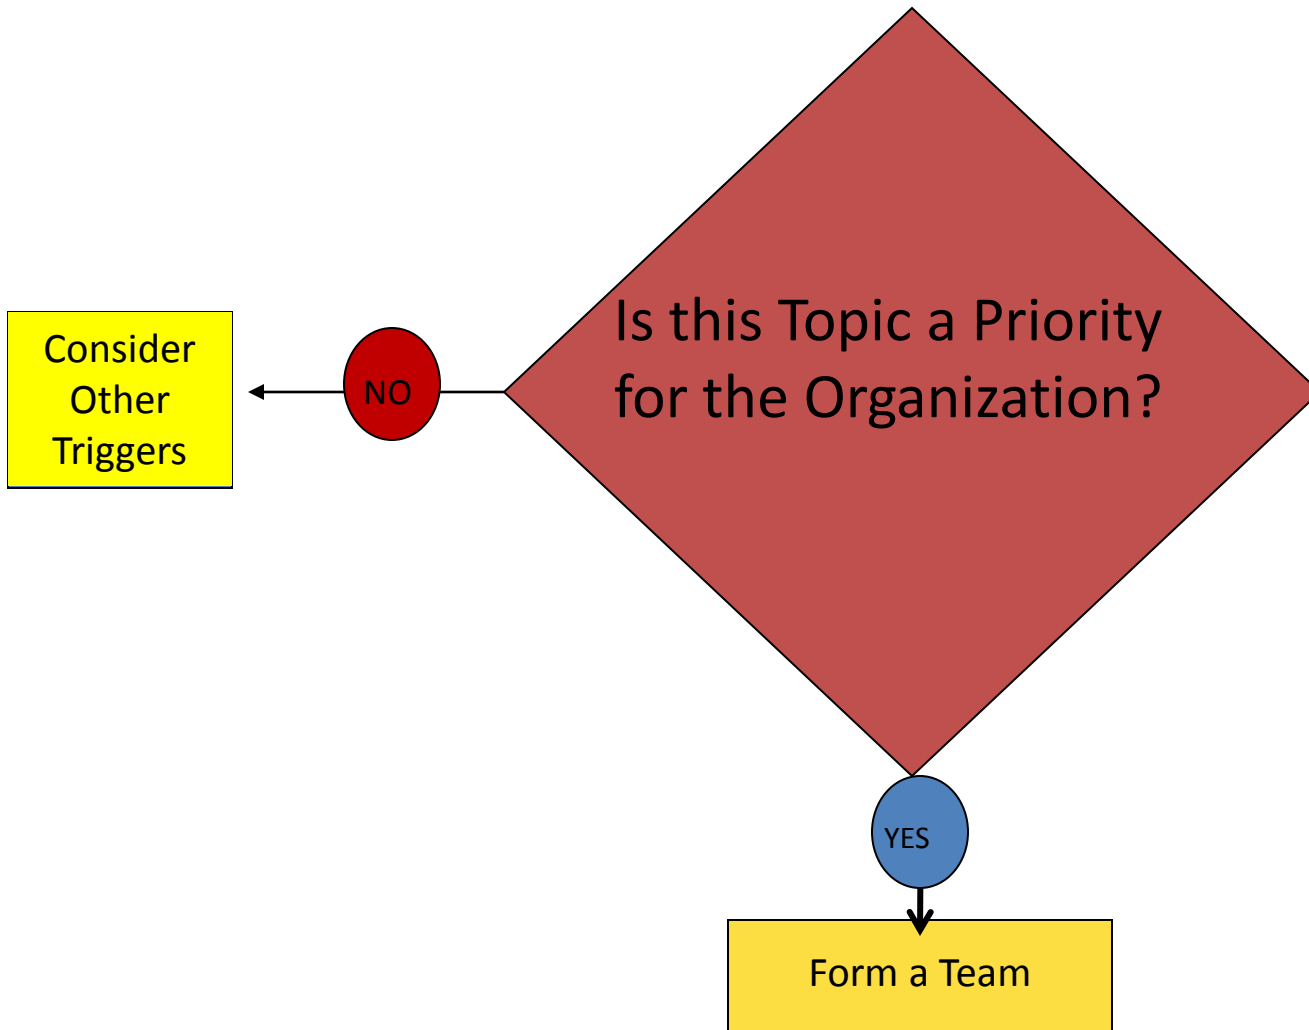 Is this Topic a Priority
for the Organization?
Consider
Other
Triggers
NO
YES
Form a Team